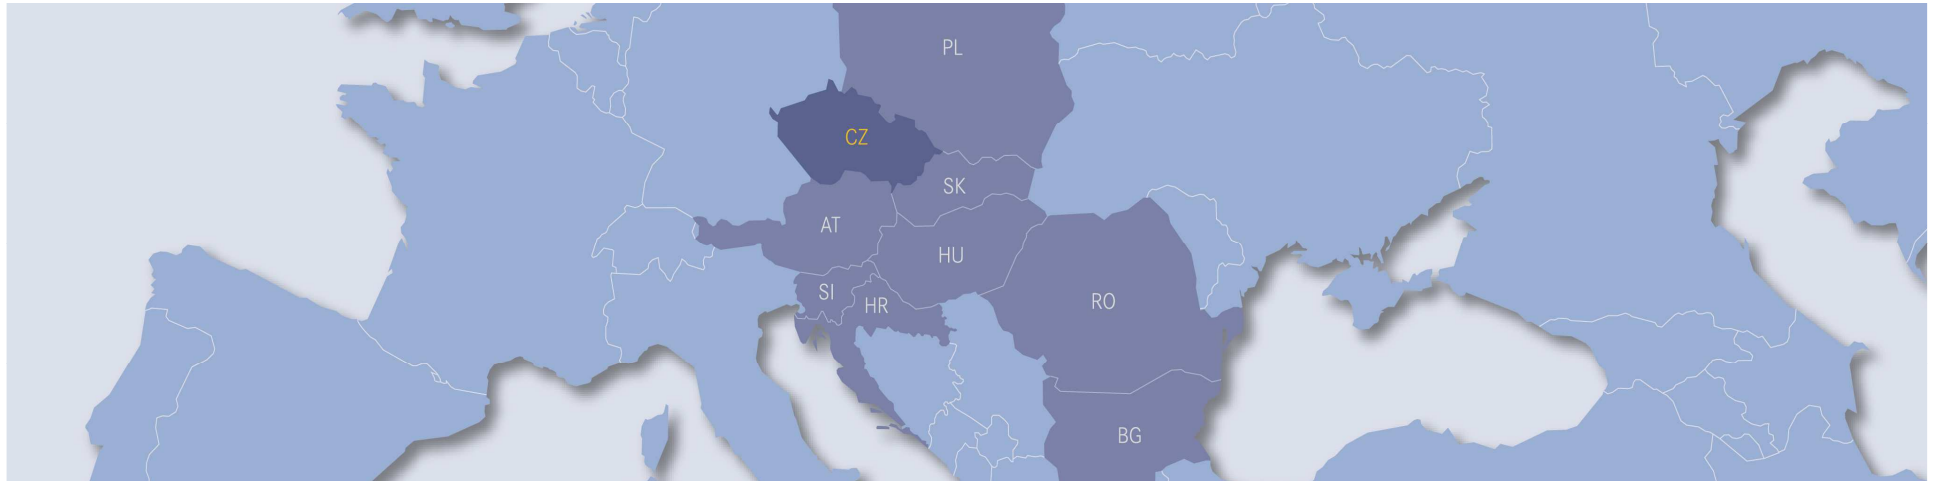 PL
CZ
SK
AT
HU
SI
HR
RO
BG